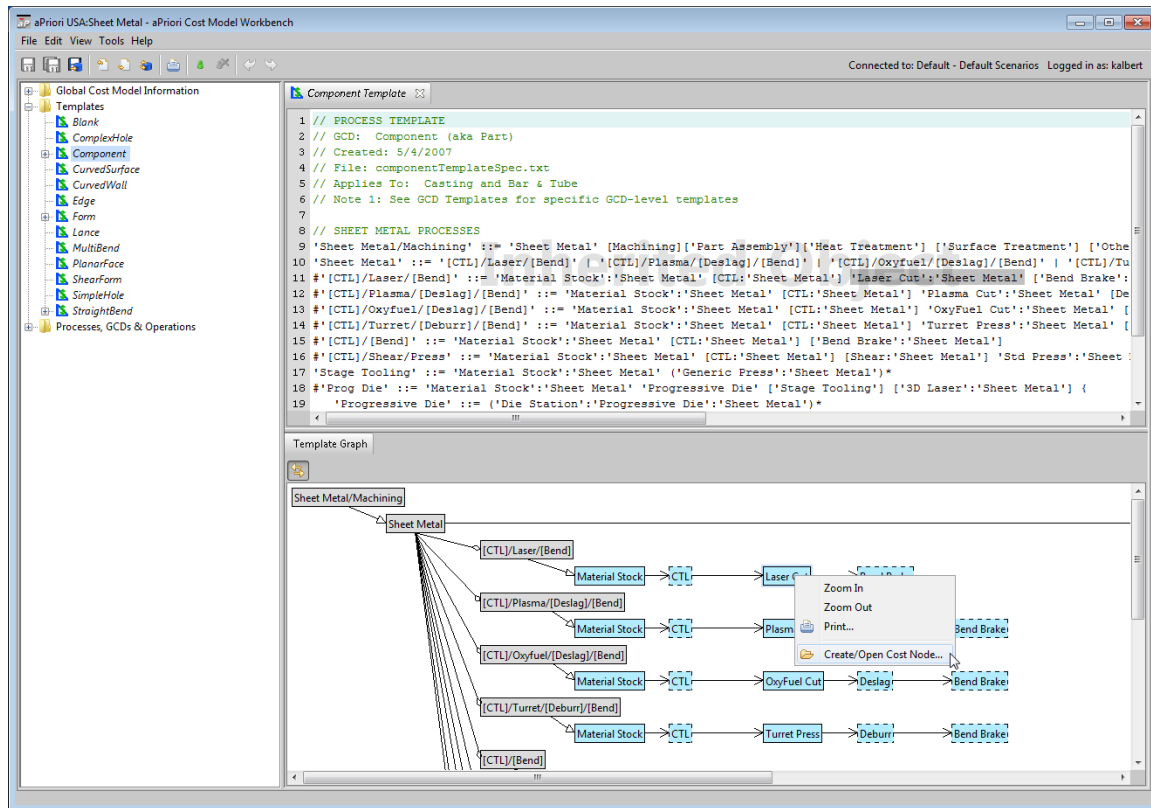 aPriori USA:Sheet Metal - aPriori Cost Model Workbench
File Edit View Tools Help
Connected to: Default - Default Scenarios Logged in as: kalbert
Global Cost Model Information
Templates
Blank
ComplexHole
Component
CurvedSurface
CurvedWall
Edge
Form
Lance
MultiBend
PlanarFace
ShearForm
SimpleHole
StraightBend
Processes, GCDs & Operations
Component Template
1 // PROCESS TEMPLATE
2 // GCD: Component (aka Part)
3 // Created: 5/4/2007
4 // File: componentTemplateSpec.txt
5 // Applies To: Casting and Bar & Tube
6 // Note 1: See GCD Templates for specific GCD-level templates
7
8 // SHEET METAL PROCESSES
9 'Sheet Metal/Machining' ::= 'Sheet Metal' [Machining]['Part Assembly']['Heat Treatment'] ['Surface Treatment'] ['Othe
10 'Sheet Metal' ::= '[CTL]/Laser/[Bend]' | '[CTL]/Plasma/[Deslag]/[Bend]' | '[CTL]/Oxyfuel/[Deslag]/[Bend]' | '[CTL]/Tu
11 #'[CTL]/Laser/[Bend]' ::= 'Material Stock':'Sheet Metal' [CTL:'Sheet Metal'] 'Laser Cut':'Sheet Metal' ['Bend Brake':
12 #'[CTL]/Plasma/[Deslag]/[Bend]' ::= 'Material Stock':'Sheet Metal' [CTL:'Sheet Metal'] 'Plasma Cut':'Sheet Metal' [De
13 #'[CTL]/Oxyfuel/[Deslag]/[Bend]' ::= 'Material Stock':'Sheet Metal' [CTL:'Sheet Metal'] 'OxyFuel Cut':'Sheet Metal' [
14 #'[CTL]/Turret/[Deburr]/[Bend]' ::= 'Material Stock':'Sheet Metal' [CTL:'Sheet Metal'] 'Turret Press':'Sheet Metal' [
15 #'[CTL]/[Bend]' ::= 'Material Stock':'Sheet Metal' [CTL:'Sheet Metal'] ['Bend Brake':'Sheet Metal']
16 #'[CTL]/Shear/Press' ::= 'Material Stock':'Sheet Metal' [CTL:'Sheet Metal'] [Shear:'Sheet Metal'] 'Std Press':'Sheet
17 'Stage Tooling' ::= 'Material Stock':'Sheet Metal' ('Generic Press':'Sheet Metal')*
18 #'Prog Die' ::= 'Material Stock':'Sheet Metal' 'Progressive Die' ['Stage Tooling'] ['3D Laser':'Sheet Metal'] {
19 'Progressive Die' ::= ('Die Station':'Progressive Die':'Sheet Metal')*
Inherited Object
Template Graph
Sheet Metal/Machining
Sheet Metal
[CTL]/Laser/[Bend]
Material Stock CTL Laser Cut Bend Brake
Zoom In
Zoom Out
Print...
Create/Open Cost Node...
[CTL]/Plasma/[Deslag]/[Bend]
Material Stock CTL Plasm Bend Brake
[CTL]/Oxyfuel/[Deslag]/[Bend]
Material Stock CTL OxyFuel Cut Deslag Bend Brake
[CTL]/Turret/[Deburr]/[Bend]
Material Stock CTL Turret Press Deburr Bend Brake
[CTL]/[Bend]